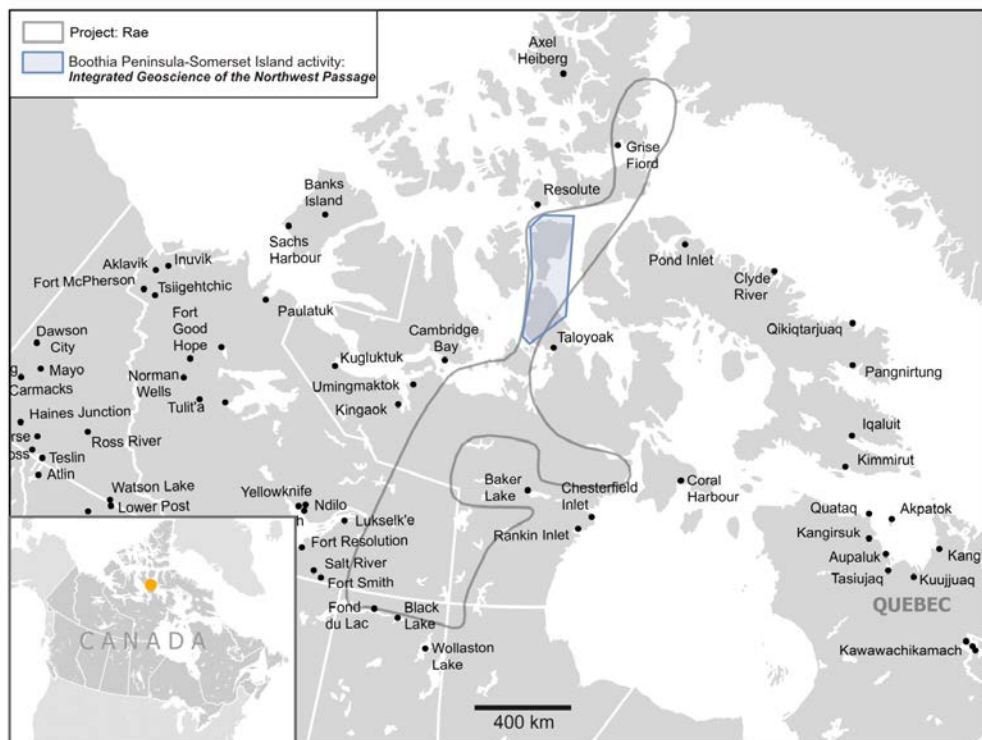 Project: Rae
Boothia Peninsula-Somerset Island activity:
Integrated Geoscience of the Northwest Passage
Axel
Heiberg
Grise
Fiord
Resolute
Banks
Island
Sachs
Harbour
Pond Inlet
Clyde
River
Aklavik
Inuvik
Fort McPherson
Tsiigehtchic
Paulatuk
Fort
Good
Hope
Cambridge
Bay
Taloyoak
Qikiqtarjuaq
Dawson
City
Mayo
g
Carmacks
Norman
Wells
Tulit'a
Kugluktuk
Umingmaktok
Kingaok
Pangnirtung
Haines Junction
rse
oss
Ross River
Teslin
Atlin
Iqaluit
Kimmirut
Watson Lake
Lower Post
Yellowknife
Ndilo
h
Lukselk'e
Baker
Lake
Chesterfield
Inlet
Rankin Inlet
Coral
Harbour
Quataq
Akpatok
Kangirsuk
Kang
Aupaluk
Tasiujaq
Kuujjuaq
QUEBEC
Fort Resolution
Salt River
Fort Smith
Fond
du Lac
Black
Lake
Wollaston
Lake
Kawawachikamach
CANADA
400 km